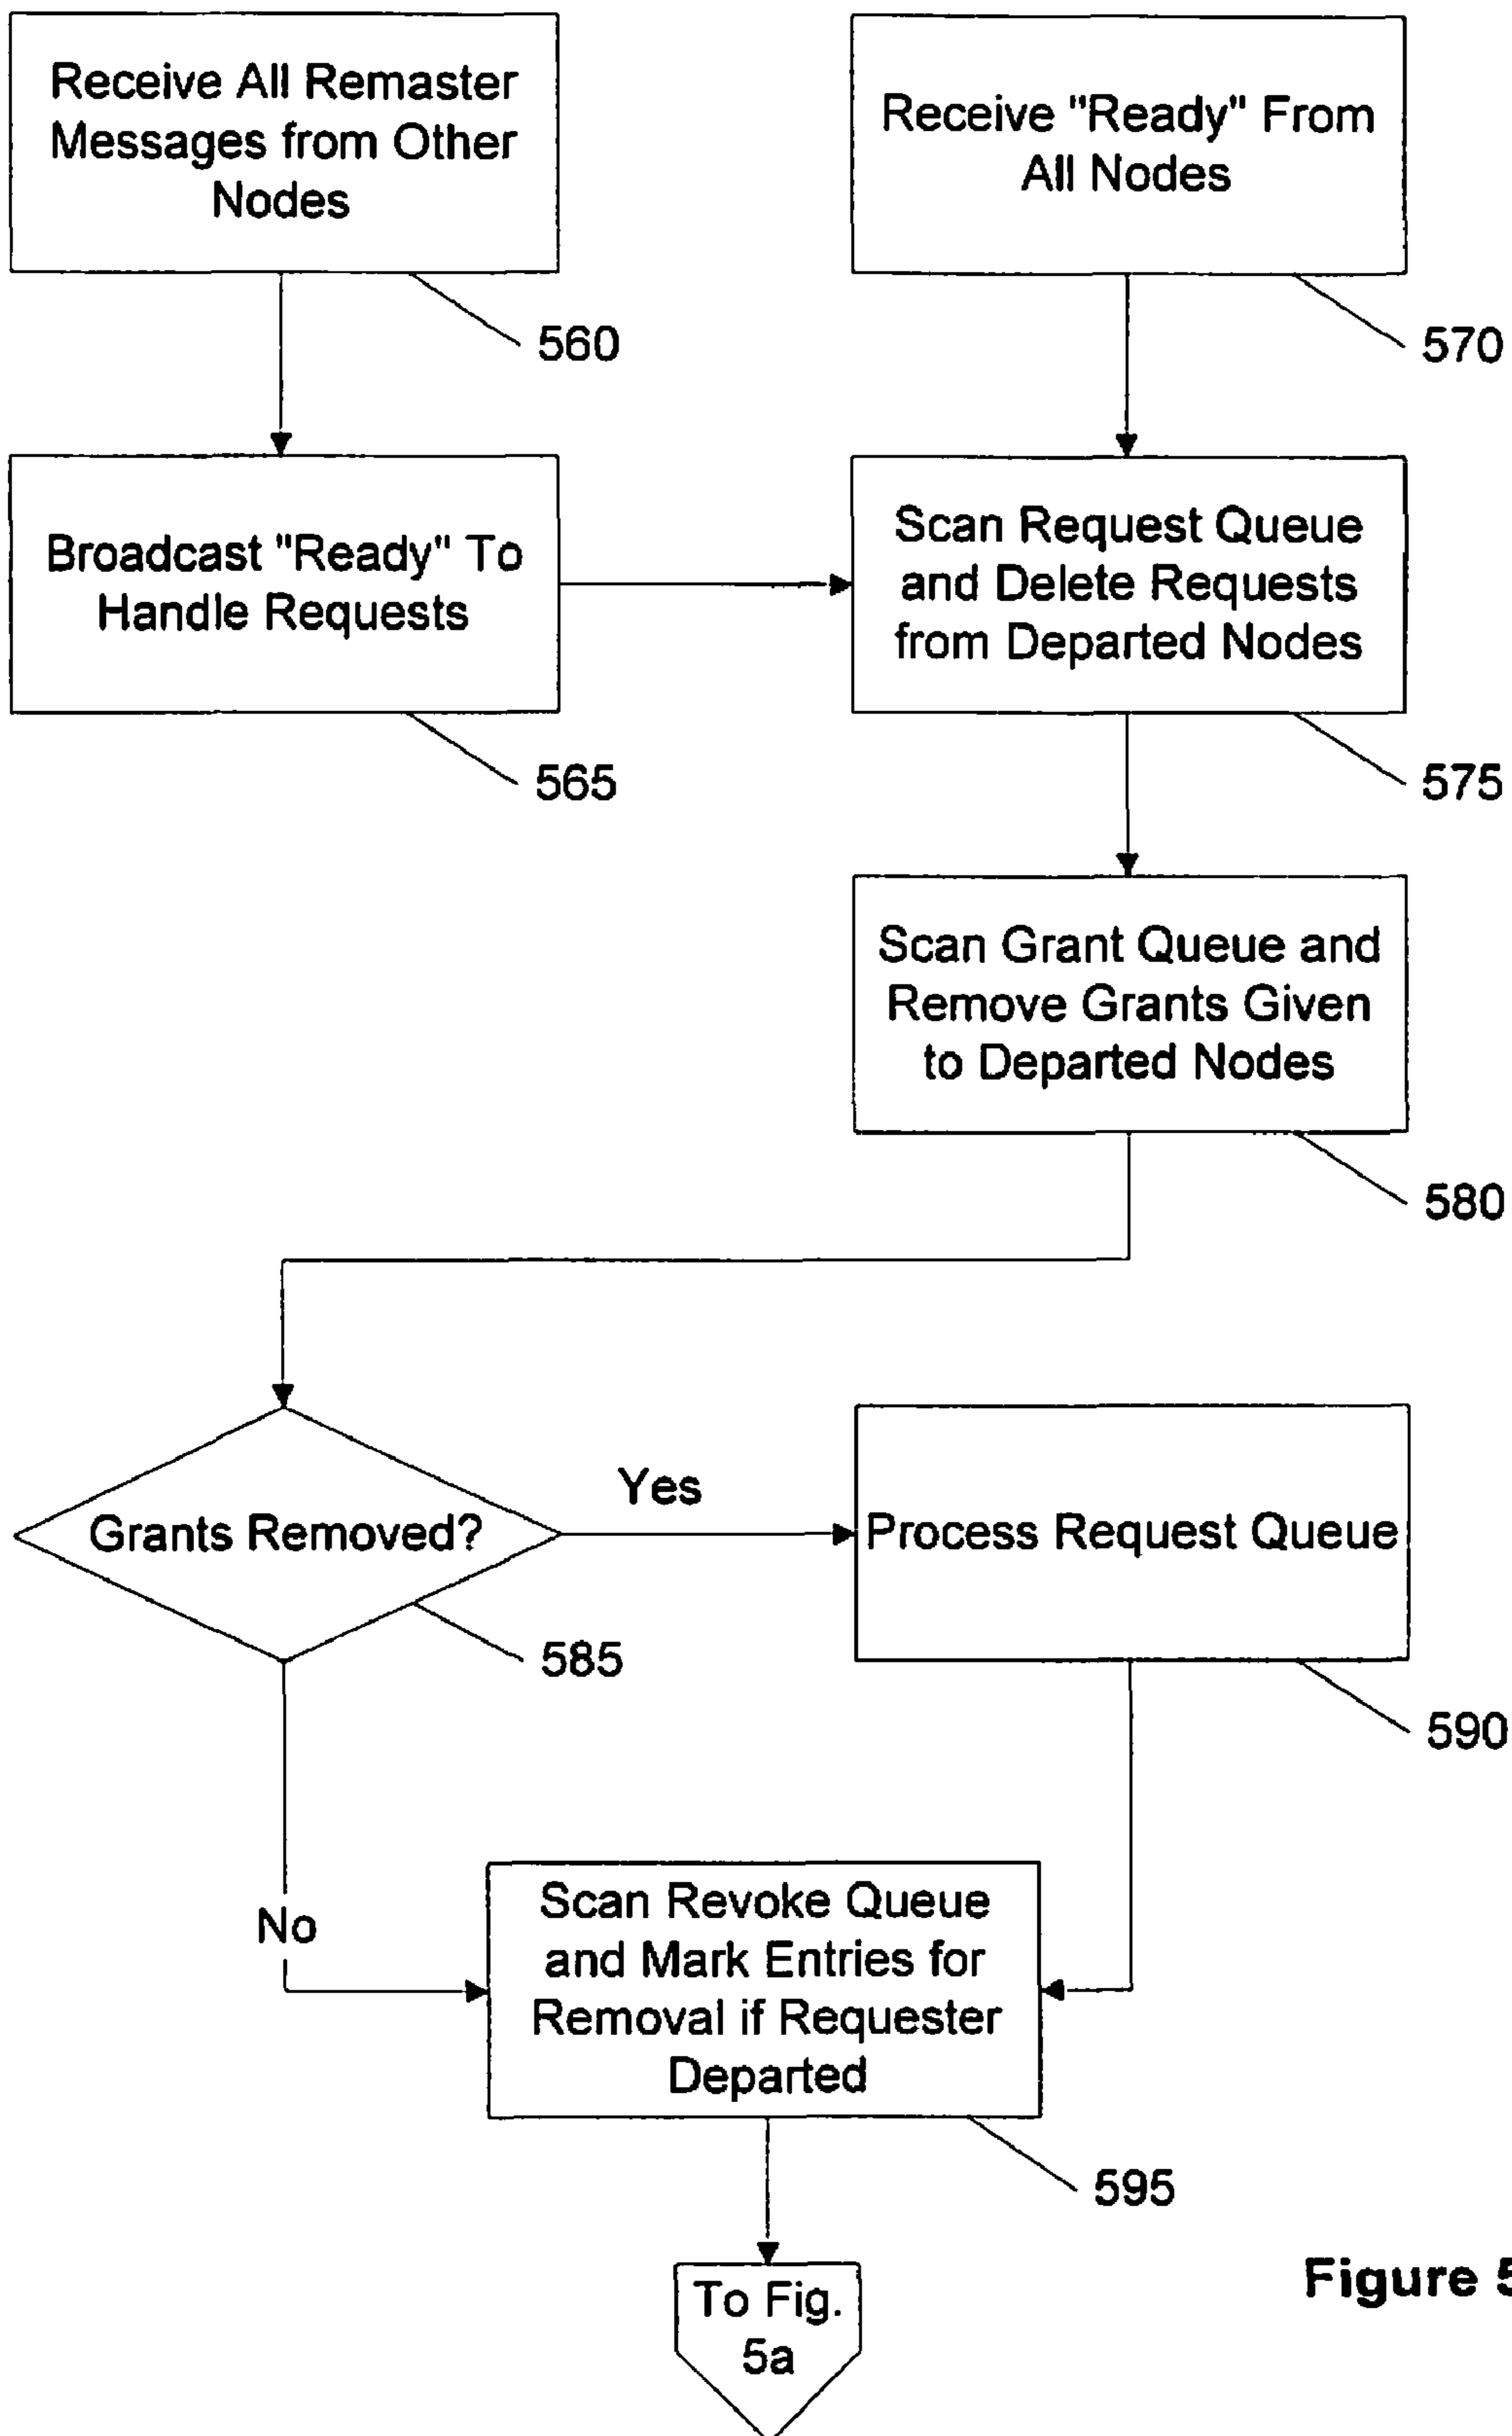 Receive All Remaster
Messages from Other
Nodes
560
Receive "Ready" From
All Nodes
570
Broadcast "Ready" To
Handle Requests
565
Scan Request Queue
and Delete Requests
from Departed Nodes
575
Scan Grant Queue and
Remove Grants Given
to Departed Nodes
580
Grants Removed?
585
Yes
Process Request Queue
590
No
Scan Revoke Queue
and Mark Entries for
Removal if Requester
Departed
595
To Fig.
5a
Figure 5